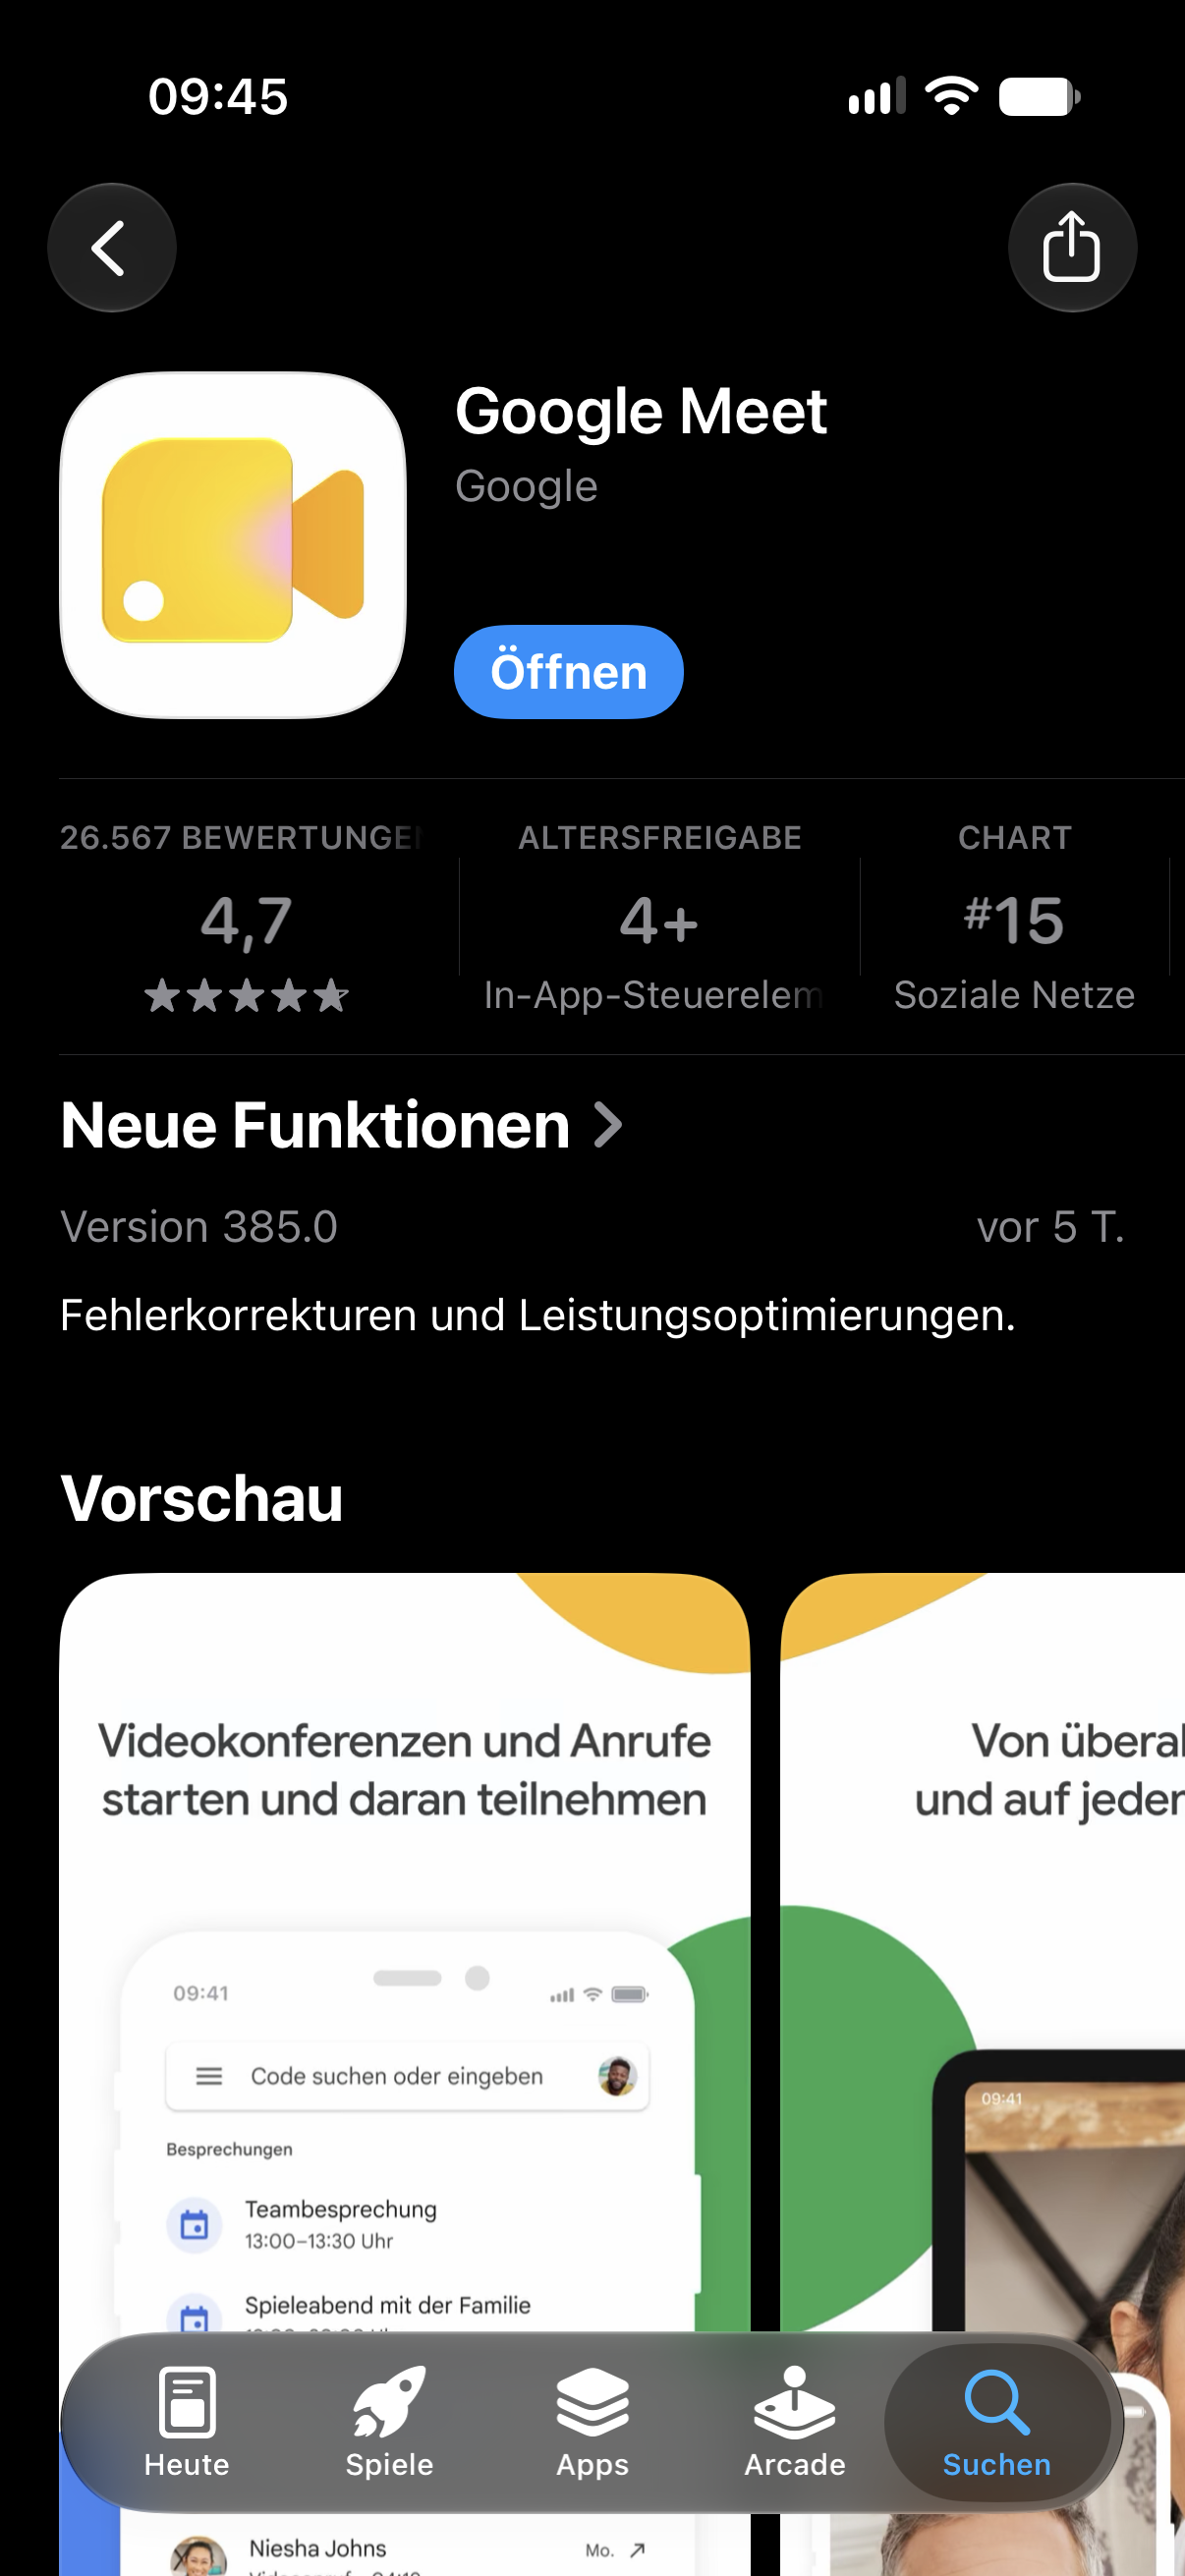 09:45
Google Meet
Google
Öffnen
26.567 BEWERTUNGEN
4,7
ALTERSFREIGABE
4+
In-App-Steuerelem
CHART
#15
Soziale Netze
Neue Funktionen
Version 385.0
vor 5 T.
Fehlerkorrekturen und Leistungsoptimierungen.
Vorschau
Videokonferenzen und Anrufe
starten und daran teilnehmen
09:41
Code suchen oder eingeben
Besprechungen
Teambesprechung
13:00–13:30 Uhr
Spieleabend mit der Familie
Von überal
und auf jeder
09:41
Heute
Spiele
Apps
Arcade
Suchen
Niesha Johns
Mo.